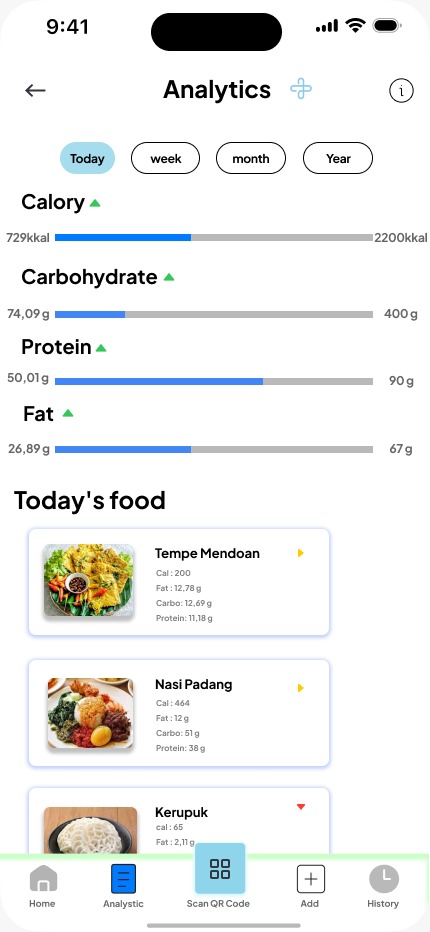 9:41
Analytics
Today week month Year
Calory
729kkal 2200kkal
Carbohydrate
74,09 g 400 g
Protein
50,01 g 90 g
Fat
26,89 g 67 g
Today's food
Tempe Mendoan
Cal : 200
Fat : 12,78 g
Carbo: 12,69 g
Protein: 11,18 g
Nasi Padang
Cal : 464
Fat : 12 g
Carbo: 51 g
Protein: 38 g
Kerupuk
cal : 65
Fat : 2,11 g
Home Analystic Scan QR Code Add History